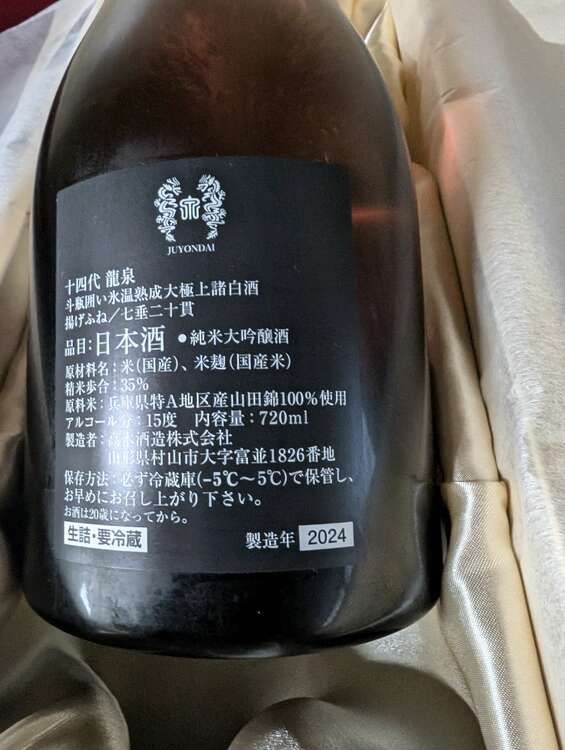 JUYONDAI
十四代 龍泉
斗瓶囲い氷温熟成大極上諸白酒
揚げふね／七垂二十貫
品目：日本酒 ●純米大吟醸酒
原材料名：米（国産）、米麹（国産米）
精米歩合：35%
原料米：兵庫県特A地区産山田錦100%使用
アルコール分：15度 内容量：720ml
製造者：高木酒造株式会社
山形県村山市大字富並1826番地
保存方法：必ず冷蔵庫（−5℃〜5℃）で保管し、
お早めにお召し上がり下さい。
お酒は20歳になってから。
生詰・要冷蔵 製造年 2024